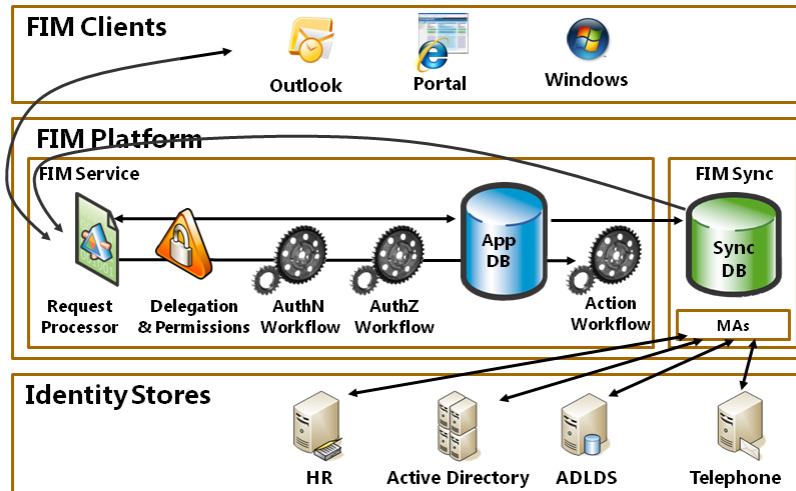 FIM Clients
Outlook
Portal
Windows
FIM Platform
FIM Service
FIM Sync
App
DB
Sync
DB
Request
Processor
Delegation
& Permissions
AuthN
Workflow
AuthZ
Workflow
Action
Workflow
MAs
Identity Stores
HR
Active Directory
ADLDS
Telephone